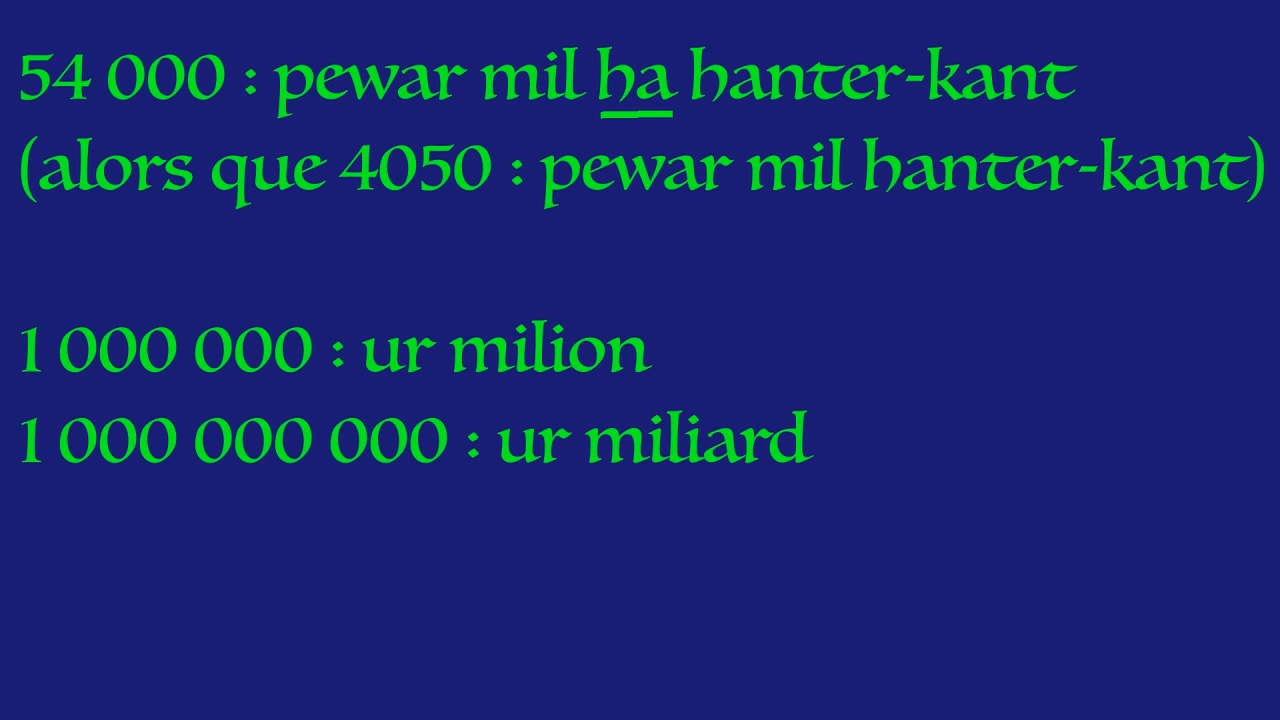 54 000 : pewar mil ha hanter-kant
(alors que 4050 : pewar mil hanter-kant)
1 000 000 : ur milion
1 000 000 000 : ur miliard